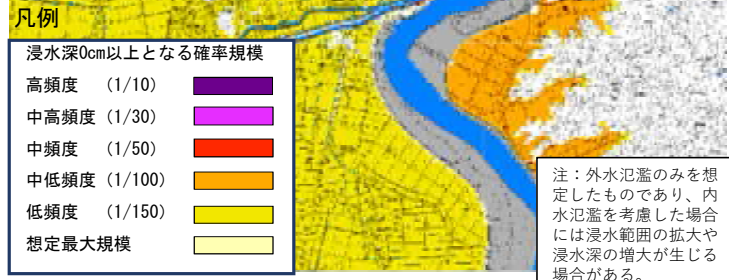 凡例
浸水深0cm以上となる確率規模
高頻度 (1/10)
中高頻度 (1/30)
中頻度 (1/50)
中低頻度 (1/100)
低頻度 (1/150)
想定最大規模
注：外水氾濫のみを想
定したものであり、内
水氾濫を考慮した場合
には浸水範囲の拡大や
浸水深の増大が生じる
場合がある。